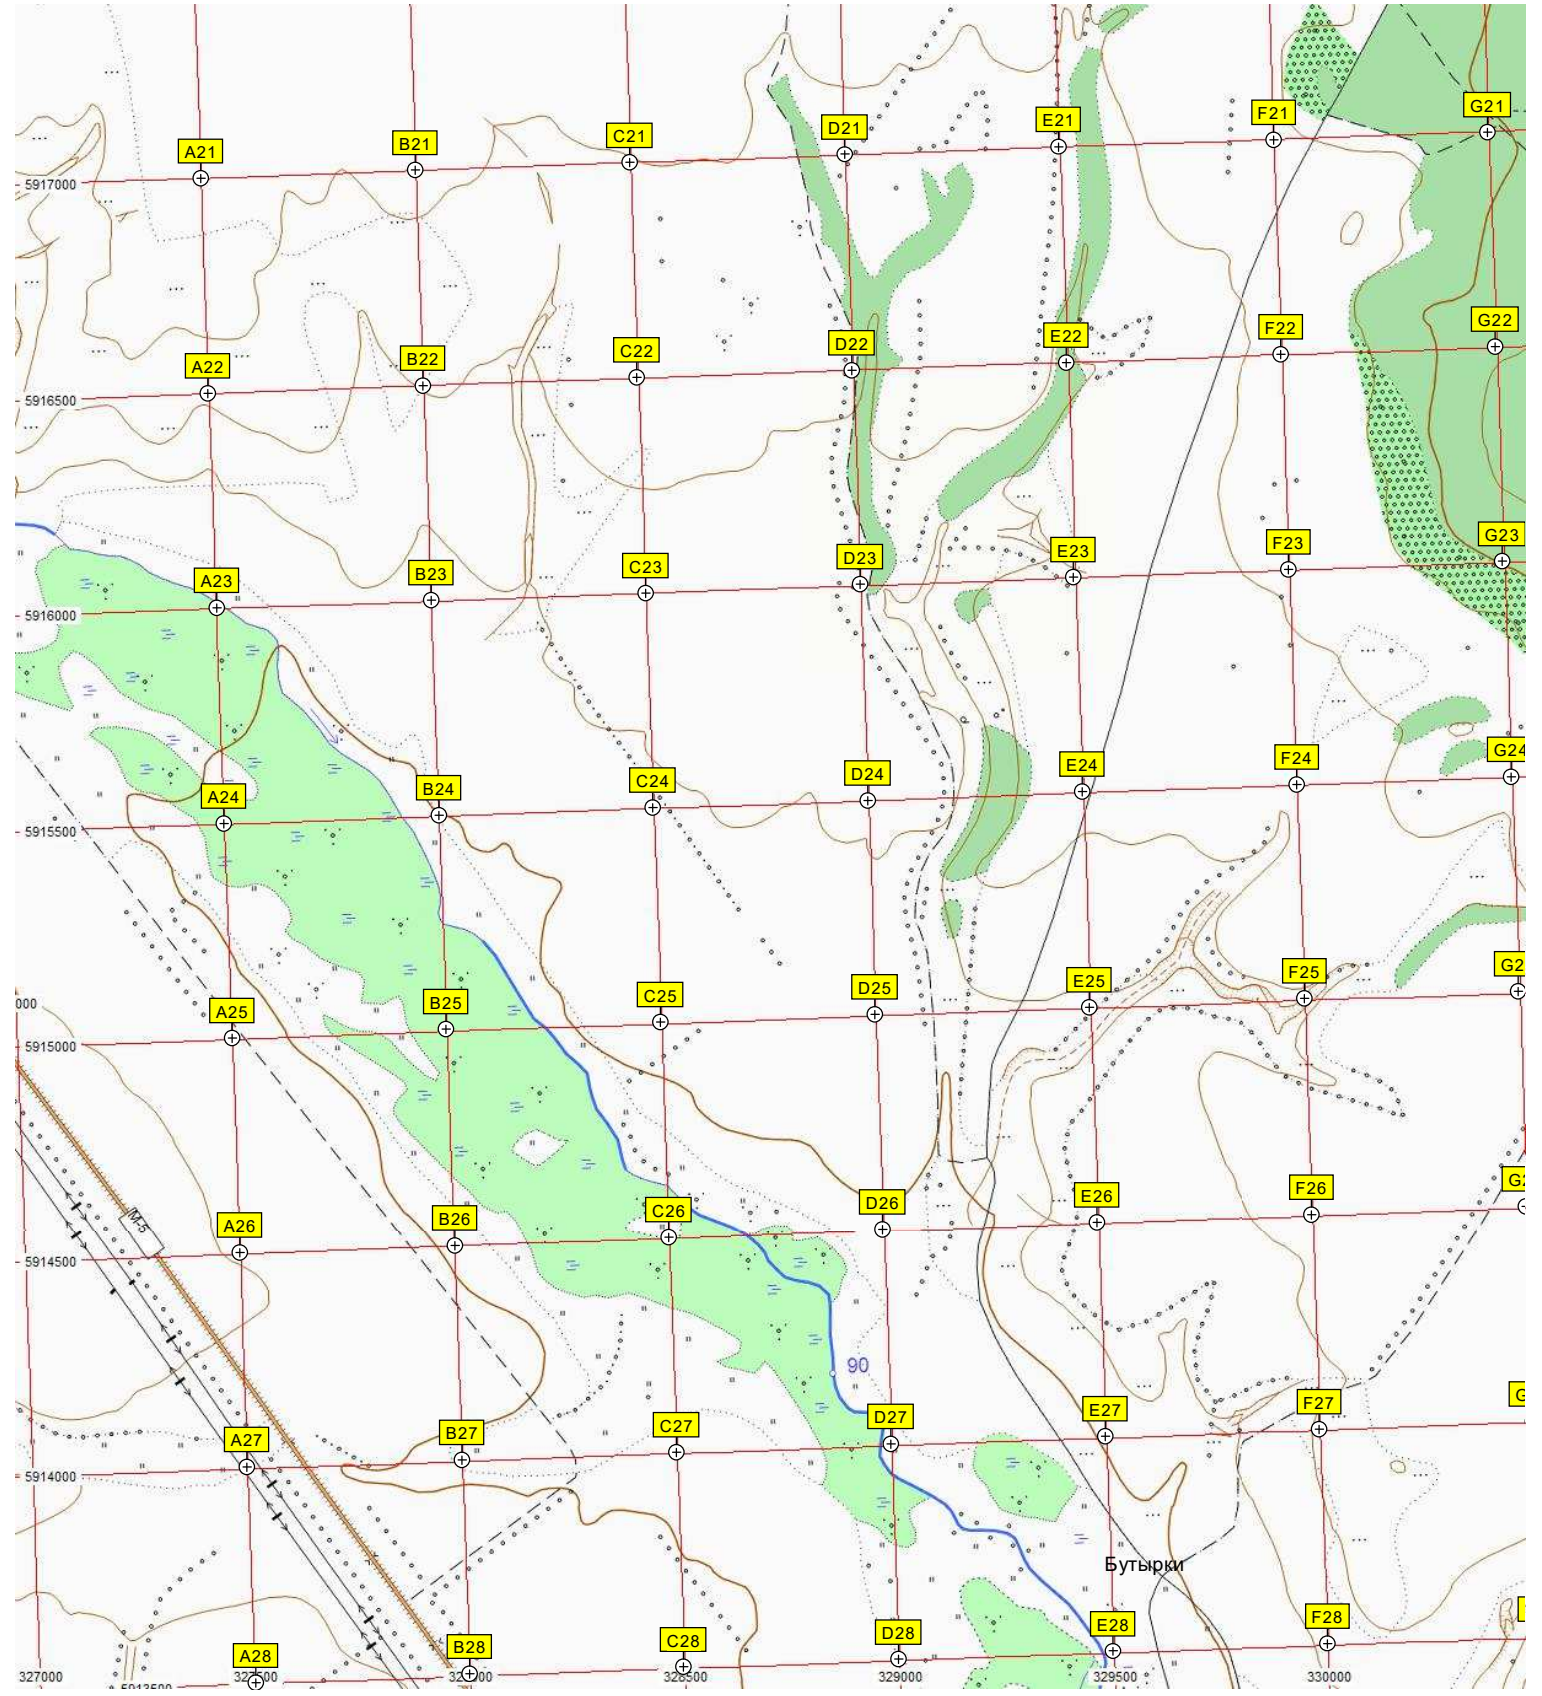 A21 B21 C21 D21 E21 F21 G21
5917000
A22 B22 C22 D22 E22 F22 G22
5916500
A23 B23 C23 D23 E23 F23 G23
5916000
A24 B24 C24 D24 E24 F24 G24
5915500
A25 B25 C25 D25 E25 F25 G2
000
5915000
A26 B26 C26 D26 E26 F26 G2
M-5
5914500
90
A27 B27 C27 D27 E27 F27 G
5914000
Бутырки
A28 B28 C28 D28 E28 F28
327000 328500 329000 329500 330000